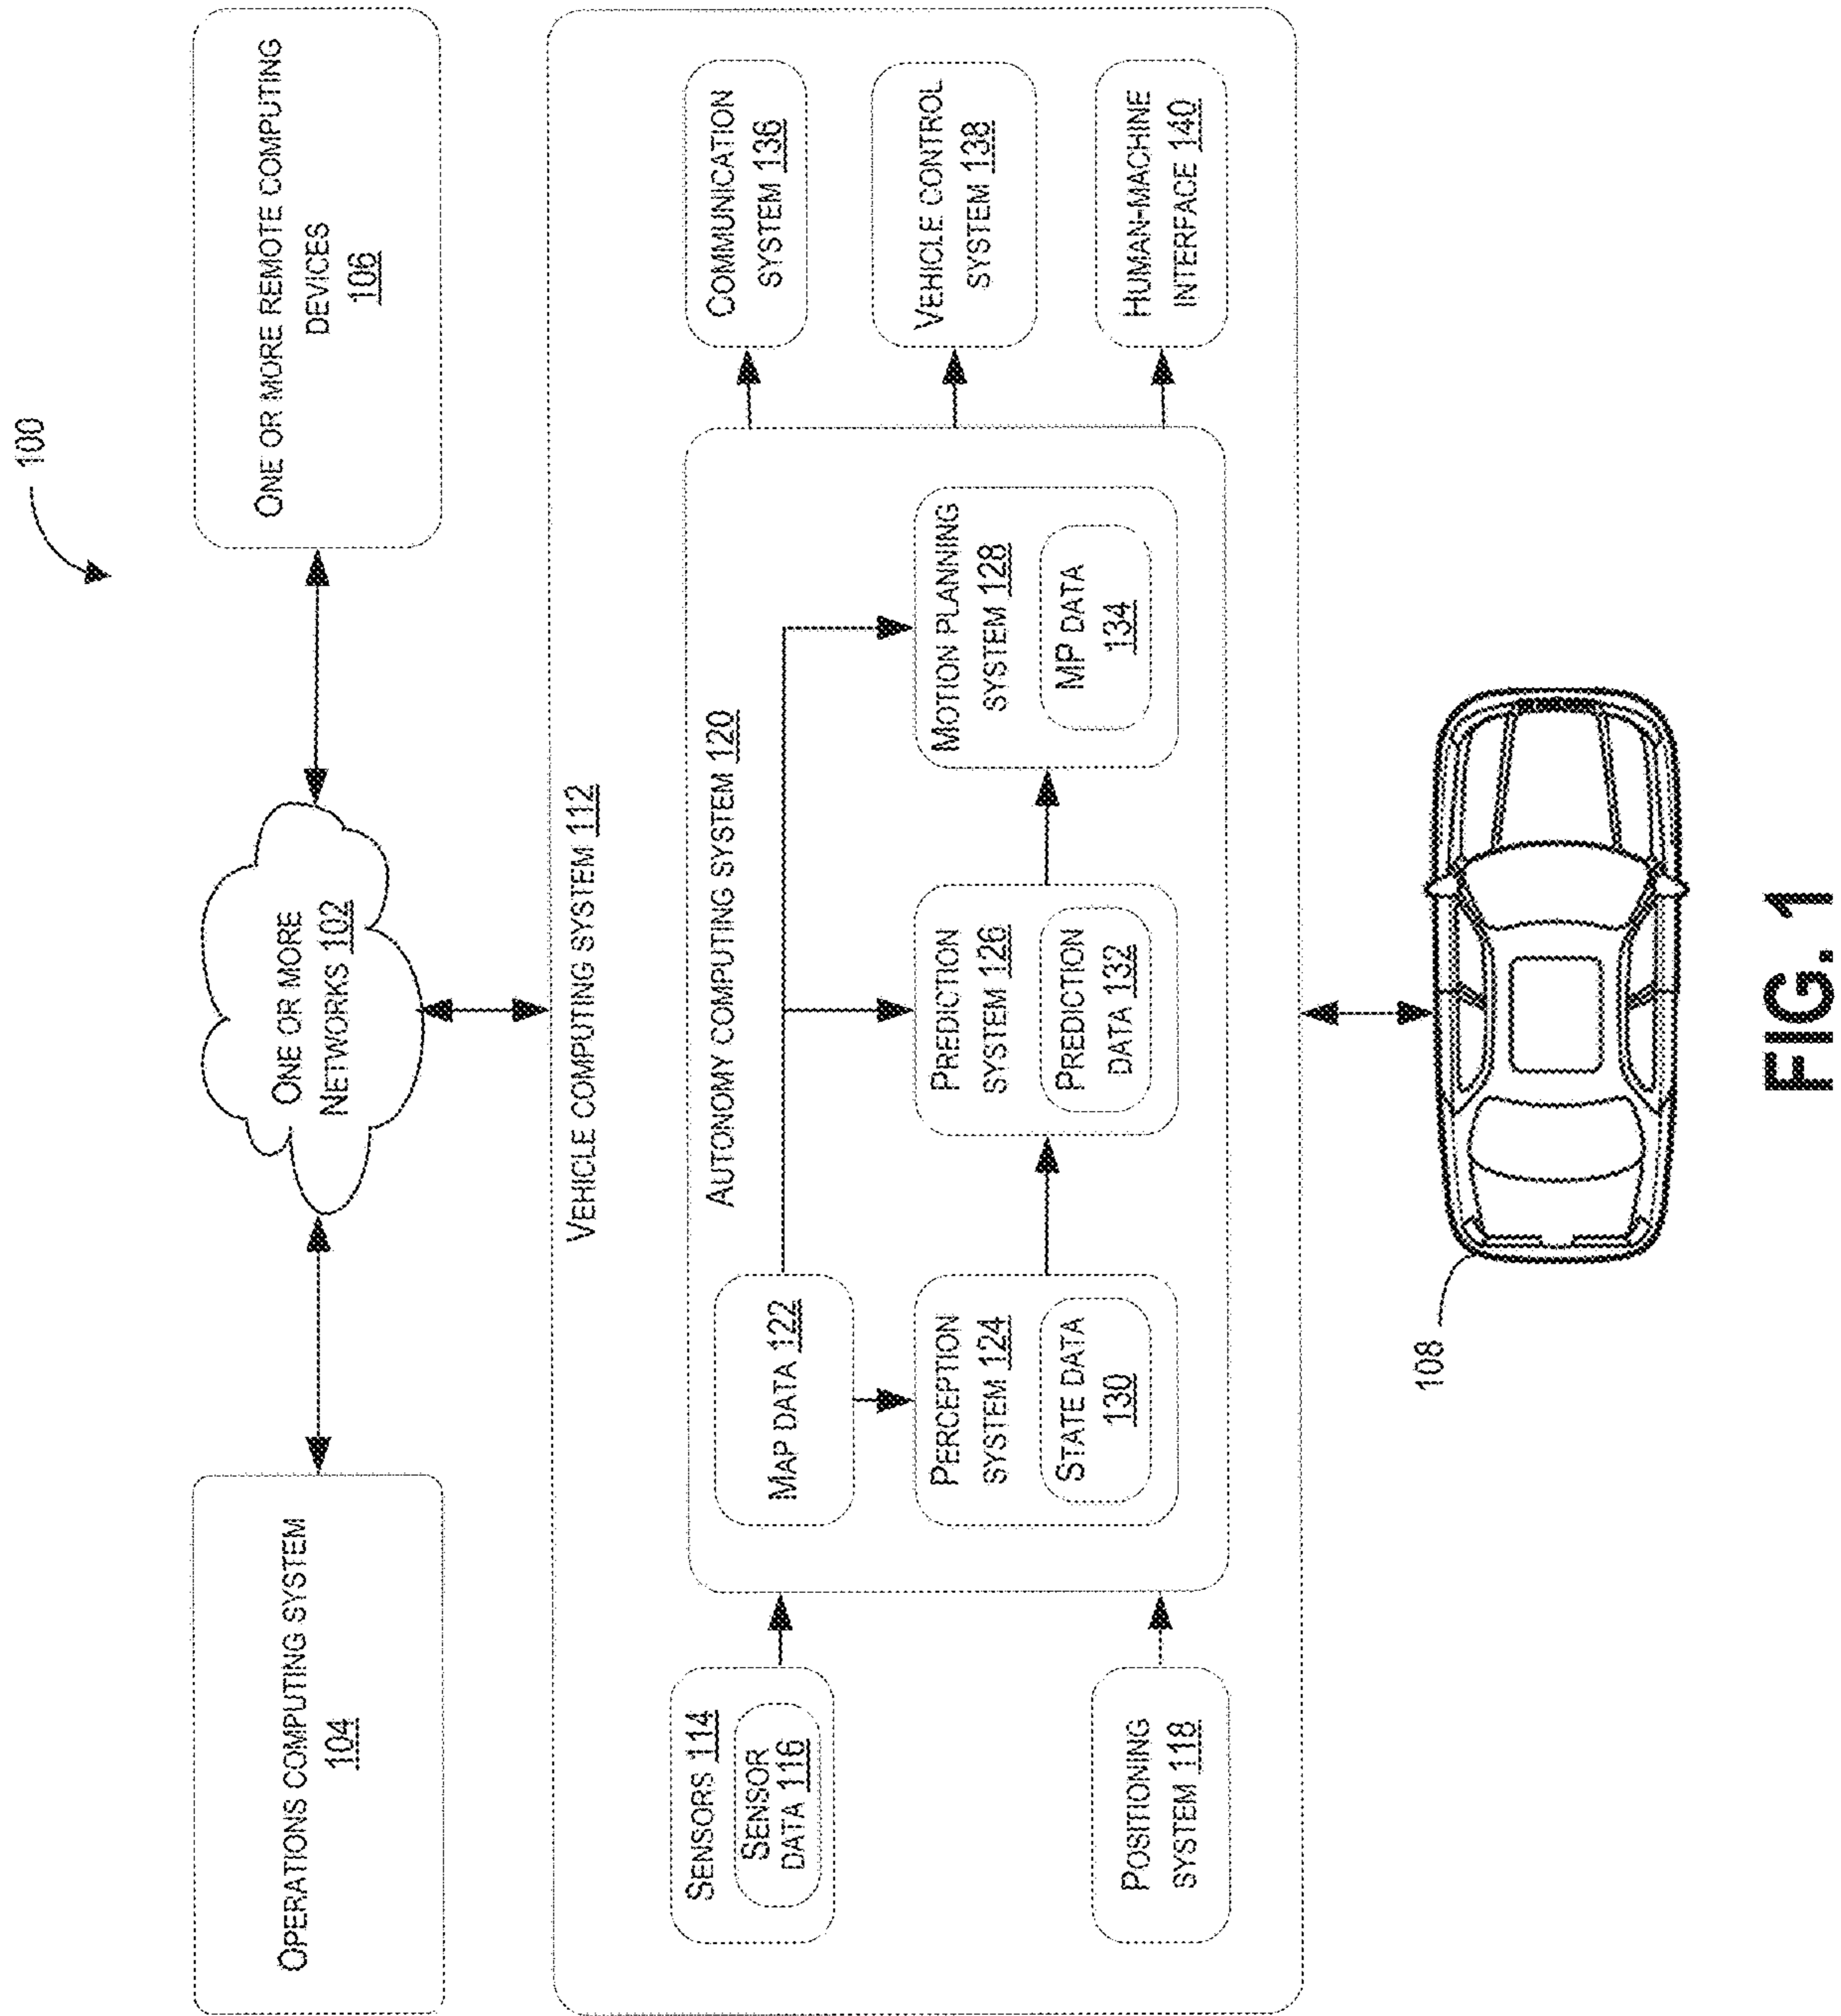 100
OPERATIONS COMPUTING SYSTEM
104
ONE OR MORE
NETWORKS 102
ONE OR MORE REMOTE COMPUTING
DEVICES
106
VEHICLE COMPUTING SYSTEM 112
SENSORS 114
SENSOR
DATA 116
POSITIONING
SYSTEM 118
AUTONOMY COMPUTING SYSTEM 120
MAP DATA 122
PERCEPTION
SYSTEM 124
STATE DATA
130
PREDICTION
SYSTEM 126
PREDICTION
DATA 132
MOTION PLANNING
SYSTEM 128
MP DATA
134
COMMUNICATION
SYSTEM 136
VEHICLE CONTROL
SYSTEM 138
HUMAN-MACHINE
INTERFACE 140
108
FIG. 1